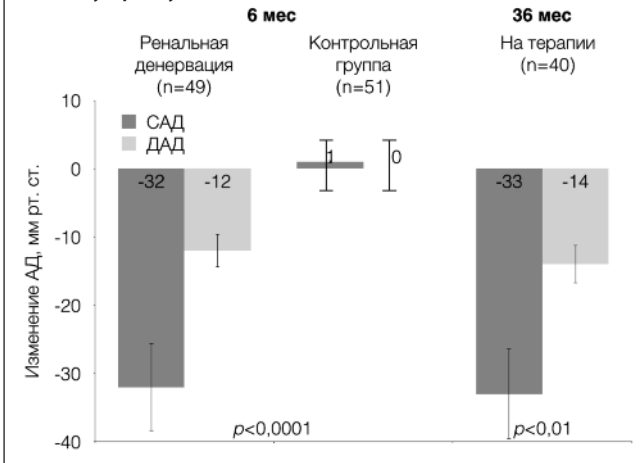 6 мес
36 мес
Ренальная
денервация
(n=49)
Контрольная
группа
(n=51)
На терапии
(n=40)
Изменение АД, мм рт. ст.
10
0
-10
-20
-30
-40
САД
ДАД
-32
-12
1
0
-33
-14
p<0,0001
p<0,01